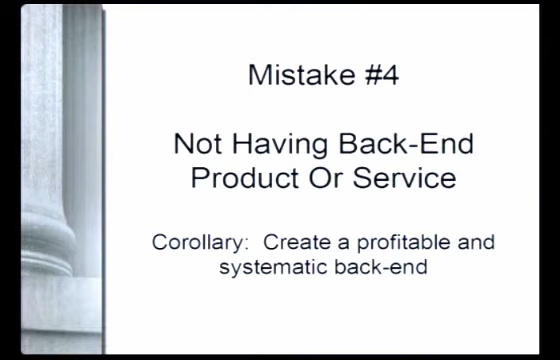 Mistake #4
Not Having Back-End
Product Or Service
Corollary:  Create a profitable and
systematic back-end